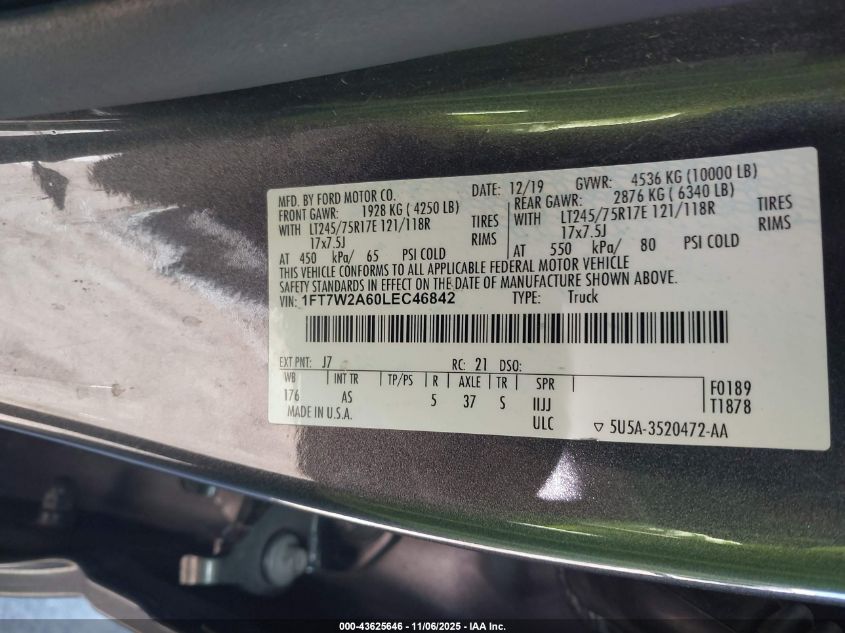 MFD. BY FORD MOTOR CO. DATE: 12/19 GVWR: 4536 KG (10000 LB)
FRONT GAWR: 1928 KG ( 4250 LB) REAR GAWR: 2876 KG ( 6340 LB)
WITH LT245/75R17E 121/118R TIRES WITH LT245/75R17E 121/118R TIRES
17x7.5J RIMS 17x7.5J RIMS
AT 450 kPa/ 65 PSI COLD AT 550 kPa/ 80 PSI COLD
THIS VEHICLE CONFORMS TO ALL APPLICABLE FEDERAL MOTOR VEHICLE
SAFETY STANDARDS IN EFFECT ON THE DATE OF MANUFACTURE SHOWN ABOVE.
VIN: 1FT7W2A60LEC46842 TYPE: Truck
EXT PNT: J7 RC: 21 DSO:
WB INT TR TP/PS R AXLE TR SPR F0189
176 AS 5 37 S IIJJ T1878
MADE IN U.S.A. ULC ▽ 5U5A-3520472-AA
000-43625646 - 11/06/2025 - IAA Inc.